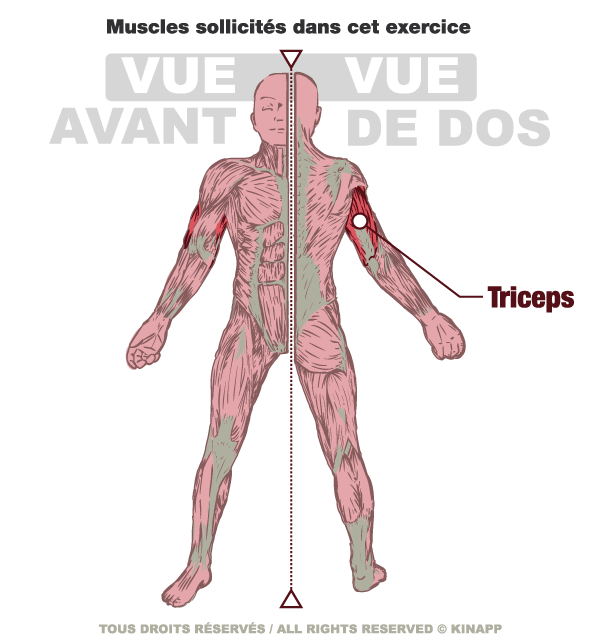 Muscles sollicités dans cet exercice
VUE VUE
AVANT DE DOS
Triceps
TOUS DROITS RÉSERVÉS / ALL RIGHTS RESERVED © KINAPP